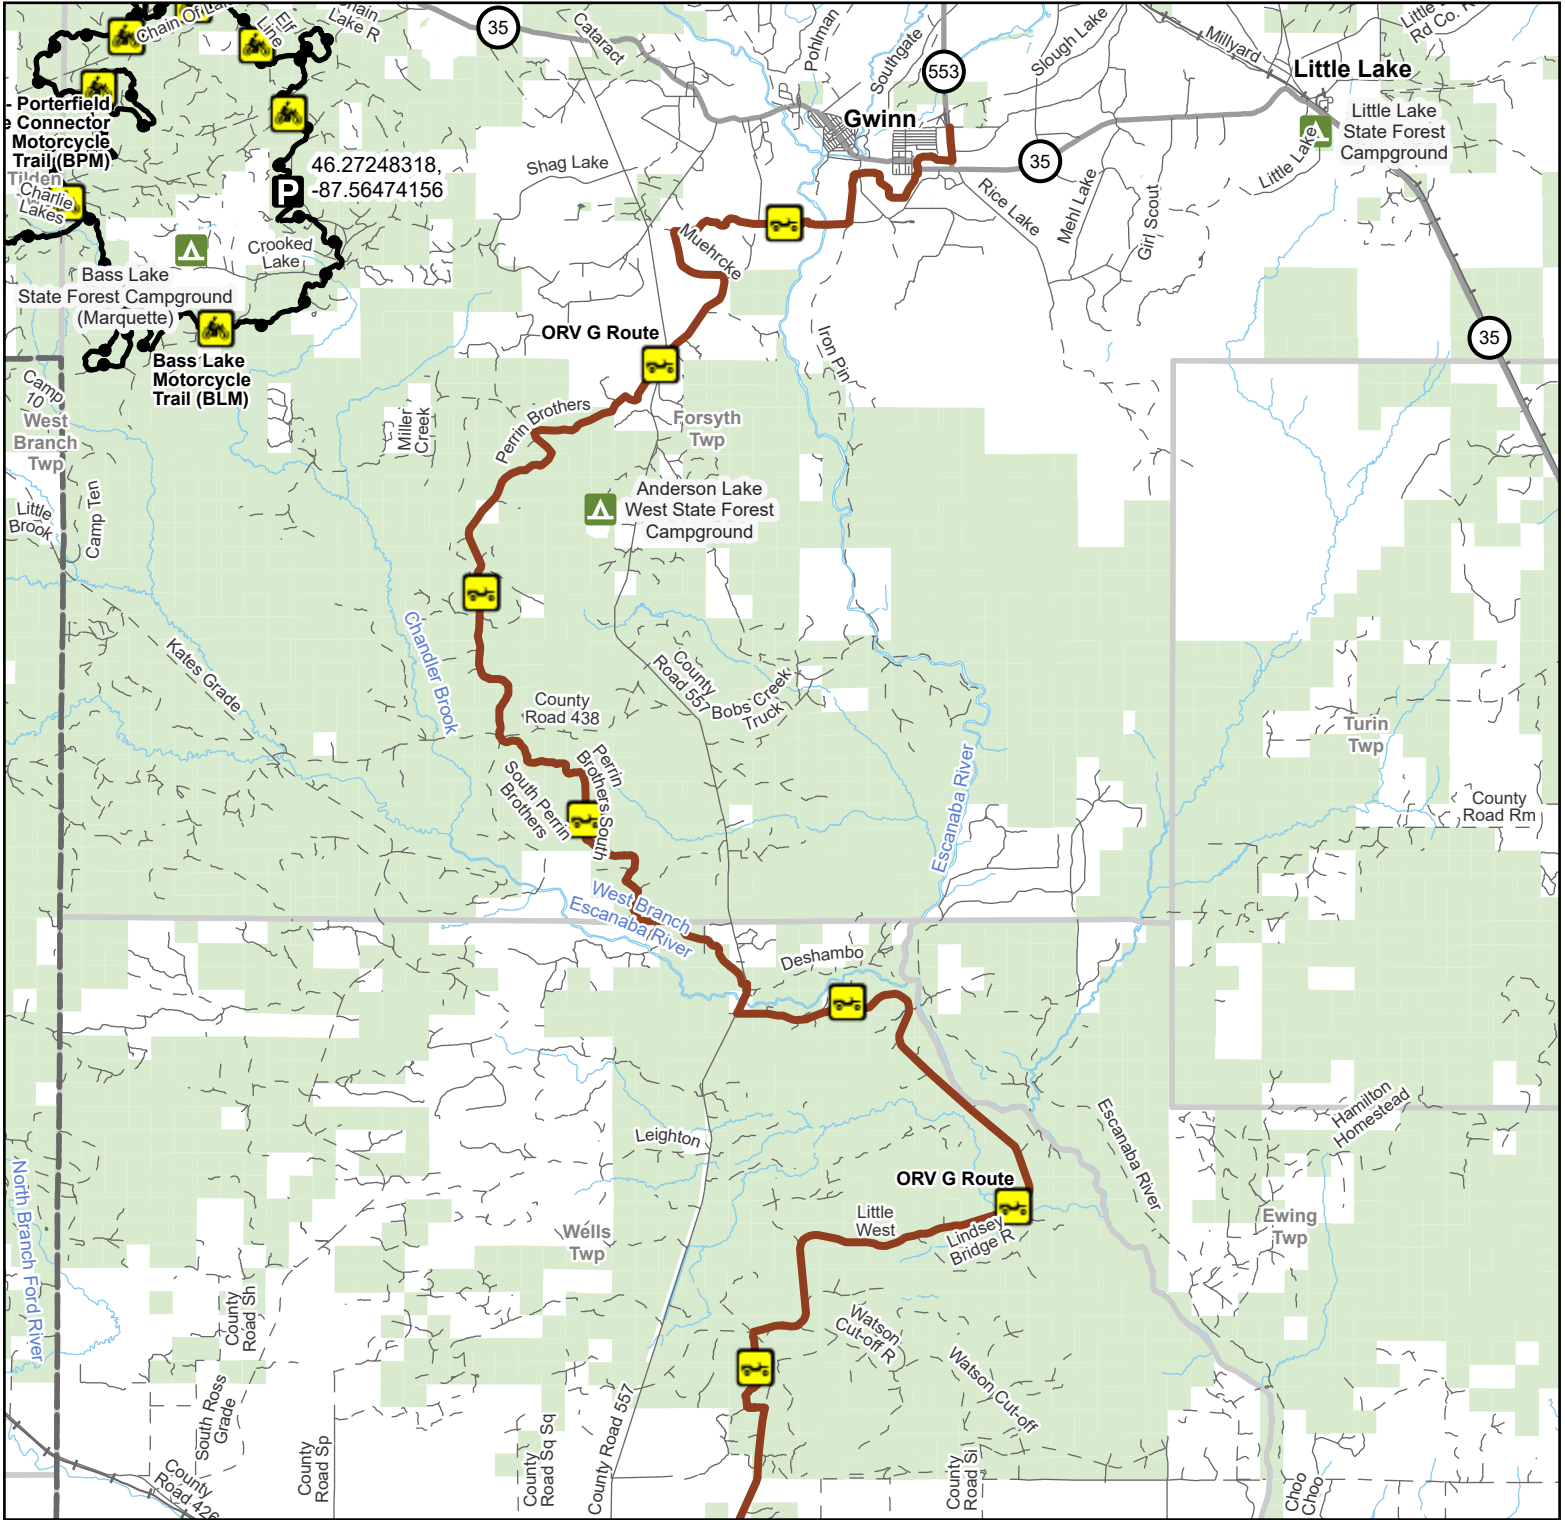 Chain Of
Elf
Line
Lake R
35
Cataract
Pohlman
Southgate
553
Slough Lake
Millyard
Little
Rd Co.
Little Lake
Gwinn
- Porterfield
e Connector
Motorcycle
Trail (BPM)
Tilden
Charlie
Lakes
P
46.27248318,
-87.56474156
Shag Lake
35
Little Lake
Little Lake
State Forest
Campground
Rice Lake
Mehl Lake
Girl Scout
Crooked
Lake
Bass Lake
State Forest Campground
(Marquette)
Muehrcke
Iron Pin
35
ORV G Route
Bass Lake
Motorcycle
Trail (BLM)
Camp
10
West
Branch
Twp
Miller
Creek
Perrin Brothers
Forsyth
Twp
Little
Brook
Camp Ten
Anderson Lake
West State Forest
Campground
Chandler Brook
Kates Grade
County
Road 557
Bobs Creek
Truck
County
Road 438
Turin
Twp
Perrin
Brothers South
South Perrin
Brothers
Escanaba River
County
Road Rm
West Branch
Escanaba River
Deshambo
Leighton
Escanaba River
Hamilton
Homestead
North Branch Ford River
ORV G Route
Little
West
Lindsey
Bridge R
Wells
Twp
Ewing
Twp
County
Road Sh
Watson
Cut-off R
Watson Cut-off
South Ross
Grade
County
Road 426
County
Road Sp
County
Road Sq Sq
County Road 557
County
Road Si
Choo
Choo